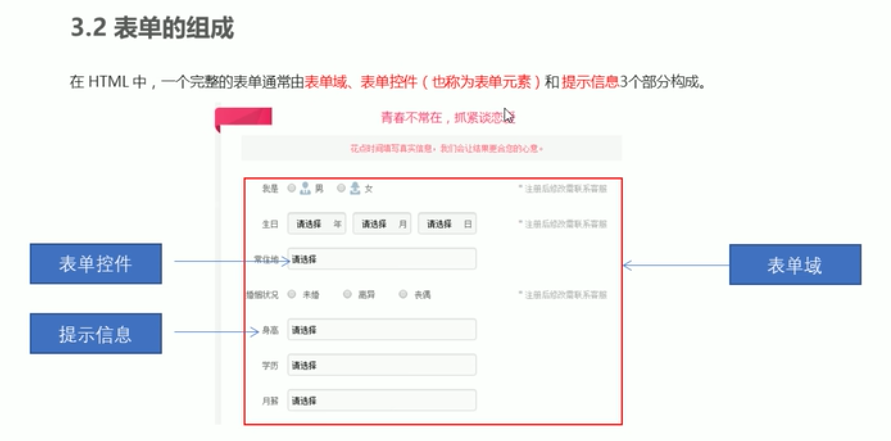 3.2 表单的组成
在 HTML 中，一个完整的表单通常由表单域、表单控件（也称为表单元素）和 提示信息3个部分构成。
青春不常在，抓紧谈恋爱
花点时间填写真实信息，我们会让结果更合您的心意。
我是 男 女 * 注册后修改需联系客服
生日 请选择 年 请选择 月 请选择 日 * 注册后修改需联系客服
表单控件
常住地 请选择
表单域
婚姻状况 未婚 离异 丧偶 * 注册后修改需联系客服
提示信息
身高 请选择
学历 请选择
月薪 请选择